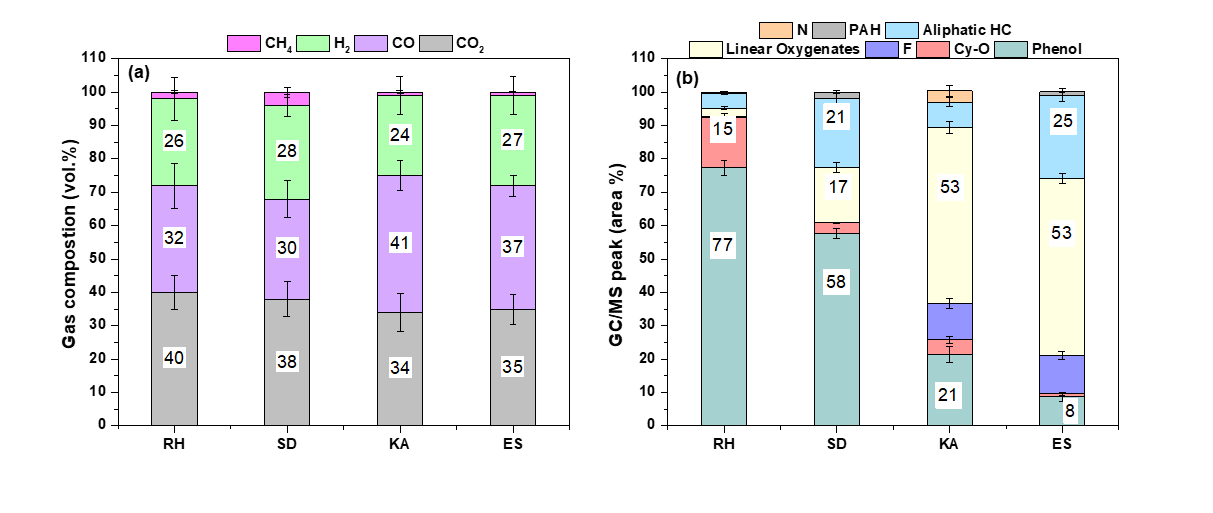 CH4 H2 CO CO2
(a)
Gas compostion (vol.%)
110
100
90
80
70
60
50
40
30
20
10
0
26 28 24 27
32 30 41 37
40 38 34 35
RH SD KA ES
N PAH Aliphatic HC
Linear Oxygenates F Cy-O Phenol
(b)
GC/MS peak (area %)
110
100
90
80
70
60
50
40
30
20
10
0
15 21 25
17 53 53
77 58 21 8
RH SD KA ES